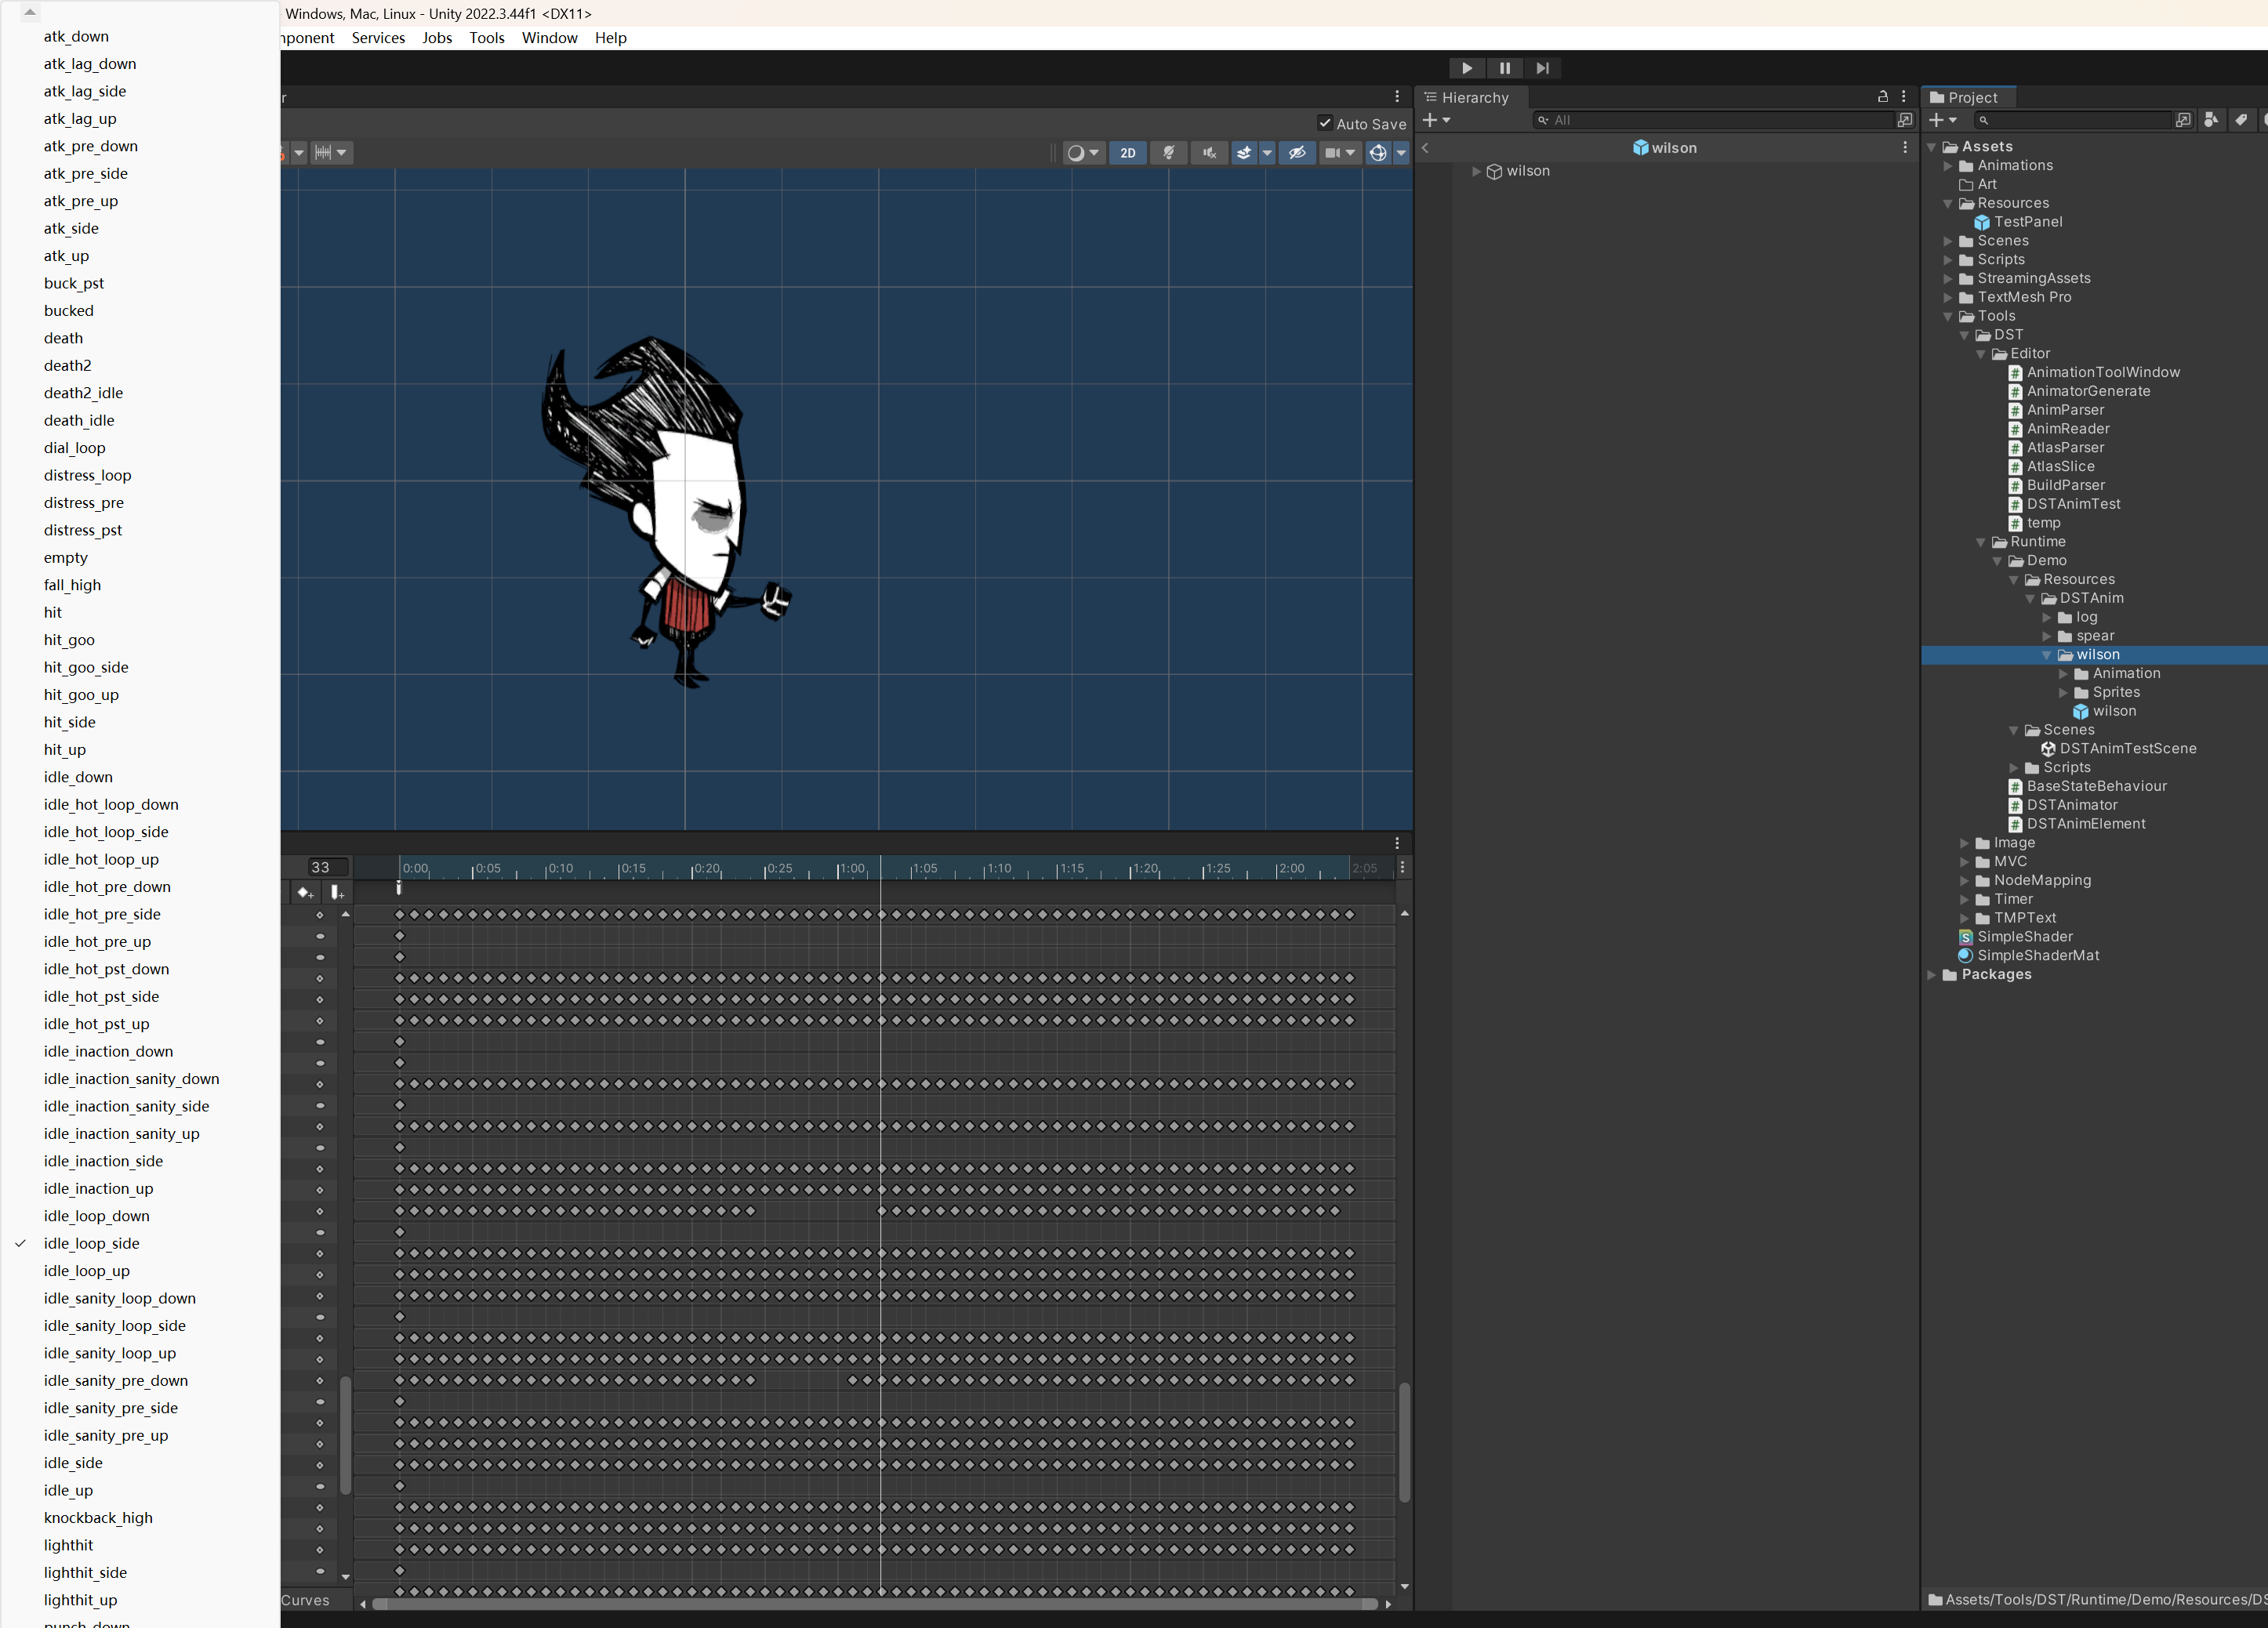 Windows, Mac, Linux - Unity 2022.3.44f1 <DX11>
mponent Services Jobs Tools Window Help
atk_down
atk_lag_down
atk_lag_side
atk_lag_up
atk_pre_down
atk_pre_side
atk_pre_up
atk_side
atk_up
buck_pst
bucked
death
death2
death2_idle
death_idle
dial_loop
distress_loop
distress_pre
distress_pst
empty
fall_high
hit
hit_goo
hit_goo_side
hit_goo_up
hit_side
hit_up
idle_down
idle_hot_loop_down
idle_hot_loop_side
idle_hot_loop_up
idle_hot_pre_down
idle_hot_pre_side
idle_hot_pre_up
idle_hot_pst_down
idle_hot_pst_side
idle_hot_pst_up
idle_inaction_down
idle_inaction_sanity_down
idle_inaction_sanity_side
idle_inaction_sanity_up
idle_inaction_side
idle_inaction_up
idle_loop_down
idle_loop_side
idle_loop_up
idle_sanity_loop_down
idle_sanity_loop_side
idle_sanity_loop_up
idle_sanity_pre_down
idle_sanity_pre_side
idle_sanity_pre_up
idle_side
idle_up
knockback_high
lighthit
lighthit_side
lighthit_up
punch_down
r
Auto Save
2D
33
0:00 0:05 0:10 0:15 0:20 0:25 1:00 1:05 1:10 1:15 1:20 1:25 2:00 2:05
Curves
Hierarchy
All
wilson
wilson
Project
Assets
Animations
Art
Resources
TestPanel
Scenes
Scripts
StreamingAssets
TextMesh Pro
Tools
DST
Editor
AnimationToolWindow
AnimatorGenerate
AnimParser
AnimReader
AtlasParser
AtlasSlice
BuildParser
DSTAnimTest
temp
Runtime
Demo
Resources
DSTAnim
log
spear
wilson
Animation
Sprites
wilson
Scenes
DSTAnimTestScene
Scripts
BaseStateBehaviour
DSTAnimator
DSTAnimElement
Image
MVC
NodeMapping
Timer
TMPText
SimpleShader
SimpleShaderMat
Packages
Assets/Tools/DST/Runtime/Demo/Resources/DS